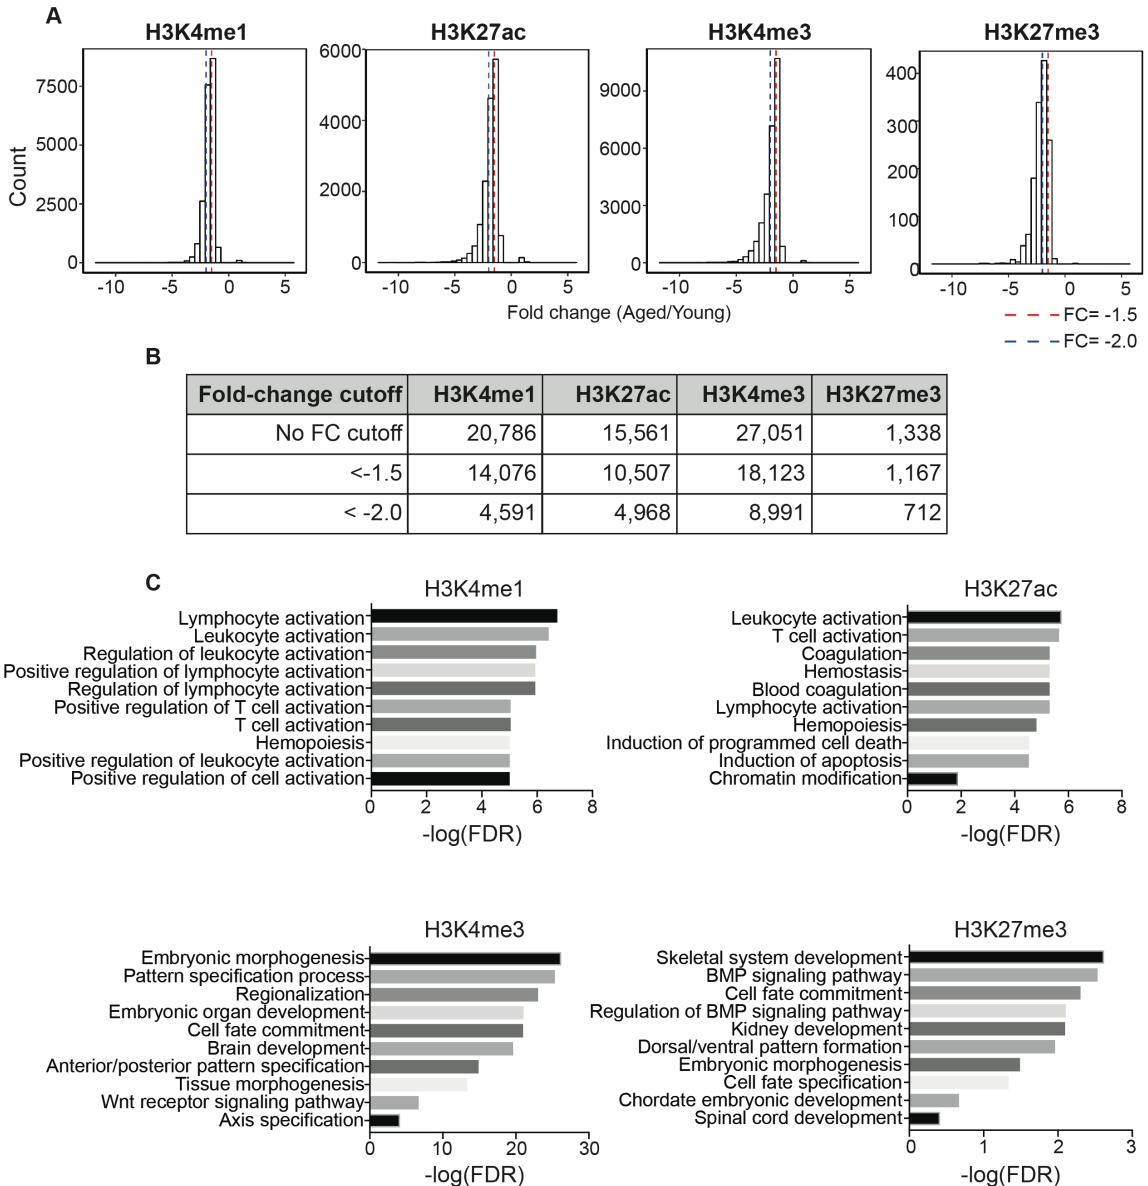 A
H3K4me1
H3K27ac
H3K4me3
H3K27me3
Count
7500
5000
2500
0
6000
4000
2000
0
9000
6000
3000
0
400
300
200
100
0
-10 -5 0 5
-10 -5 0 5
-10 -5 0 5
-10 -5 0 5
Fold change (Aged/Young)
FC= -1.5
FC= -2.0
B
Fold-change cutoff H3K4me1 H3K27ac H3K4me3 H3K27me3
No FC cutoff 20,786 15,561 27,051 1,338
<-1.5 14,076 10,507 18,123 1,167
< -2.0 4,591 4,968 8,991 712
C
H3K4me1
Lymphocyte activation
Leukocyte activation
Regulation of leukocyte activation
Positive regulation of lymphocyte activation
Regulation of lymphocyte activation
Positive regulation of T cell activation
T cell activation
Hemopoiesis
Positive regulation of leukocyte activation
Positive regulation of cell activation
0 2 4 6 8
-log(FDR)
H3K27ac
Leukocyte activation
T cell activation
Coagulation
Hemostasis
Blood coagulation
Lymphocyte activation
Hemopoiesis
Induction of programmed cell death
Induction of apoptosis
Chromatin modification
0 2 4 6 8
-log(FDR)
H3K4me3
Embryonic morphogenesis
Pattern specification process
Regionalization
Embryonic organ development
Cell fate commitment
Brain development
Anterior/posterior pattern specification
Tissue morphogenesis
Wnt receptor signaling pathway
Axis specification
0 10 20 30
-log(FDR)
H3K27me3
Skeletal system development
BMP signaling pathway
Cell fate commitment
Regulation of BMP signaling pathway
Kidney development
Dorsal/ventral pattern formation
Embryonic morphogenesis
Cell fate specification
Chordate embryonic development
Spinal cord development
0 1 2 3
-log(FDR)